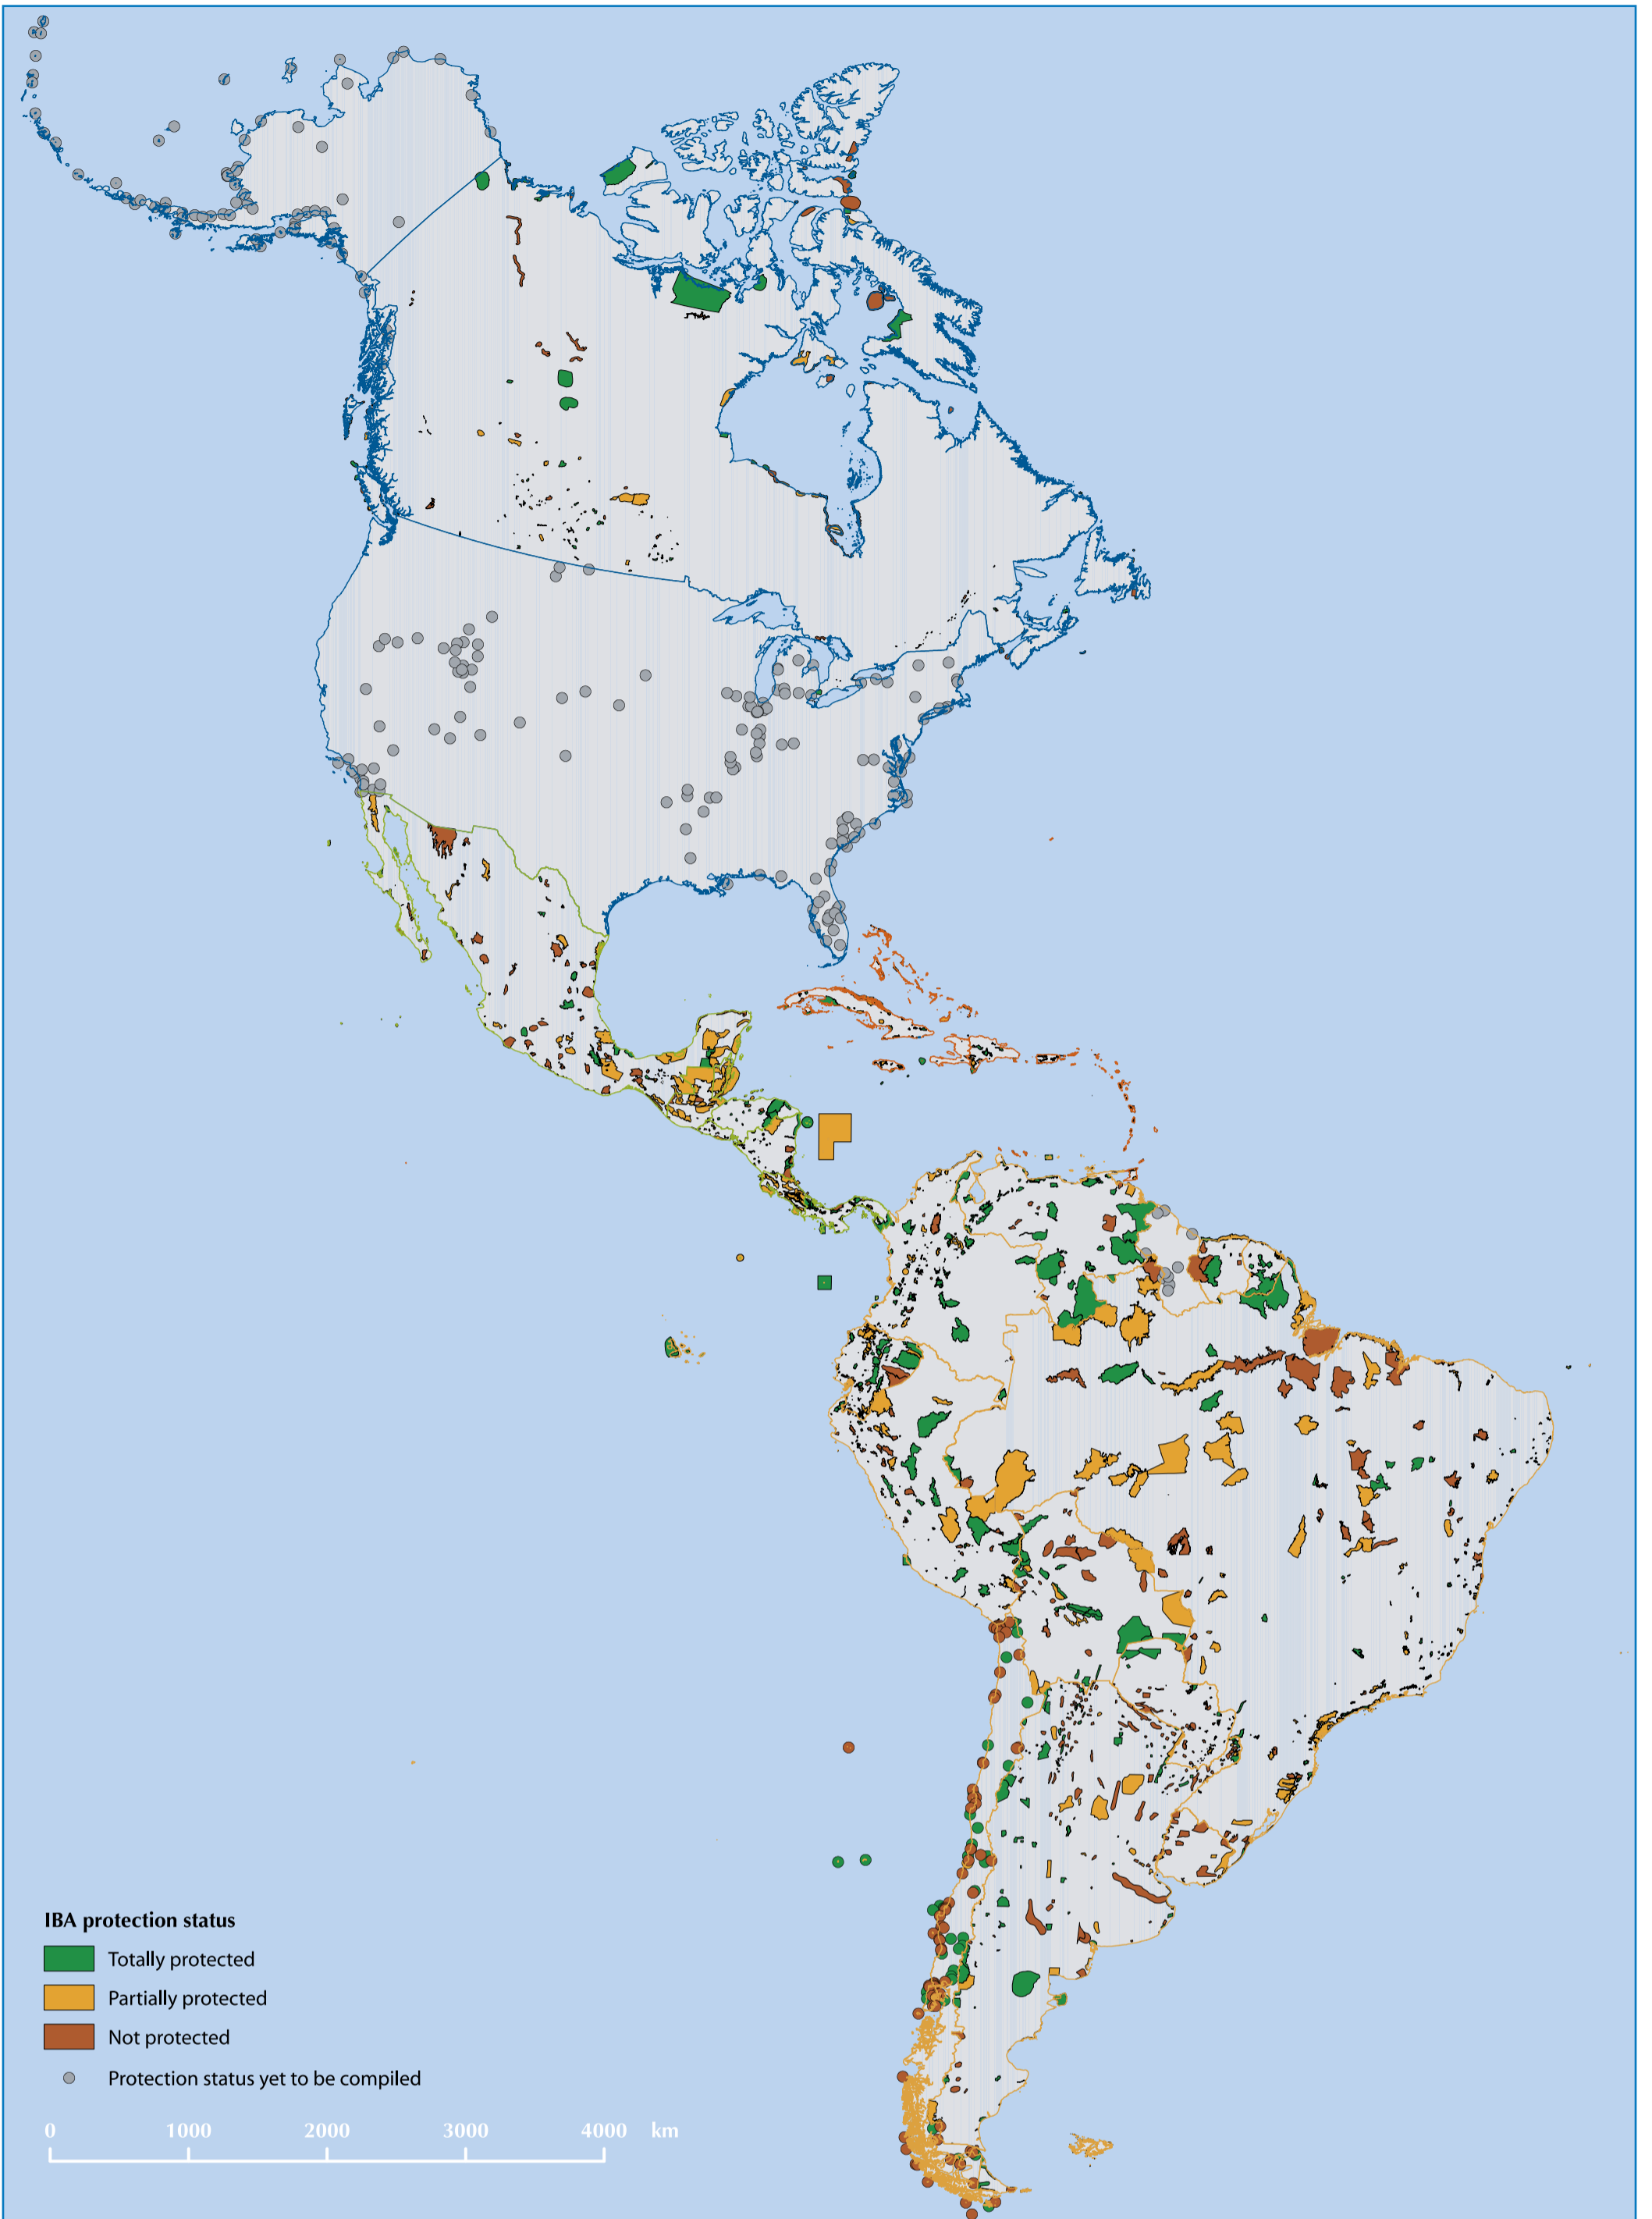 IBA protection status
Totally protected
Partially protected
Not protected
Protection status yet to be compiled
0 1000 2000 3000 4000 km